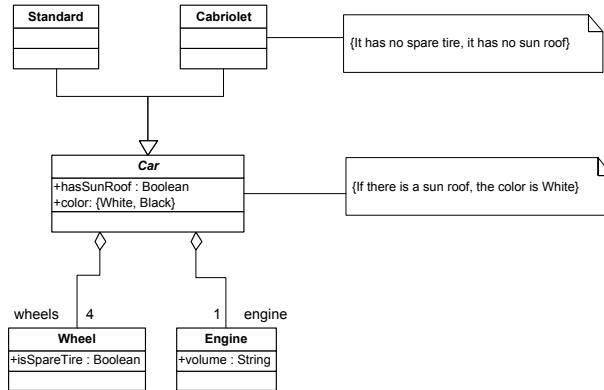 Standard
Cabriolet
{It has no spare tire, it has no sun roof}
Car
+hasSunRoof : Boolean
+color: {White, Black}
{If there is a sun roof, the color is White}
wheels
4
1
engine
Wheel
+isSpareTire : Boolean
Engine
+volume : String